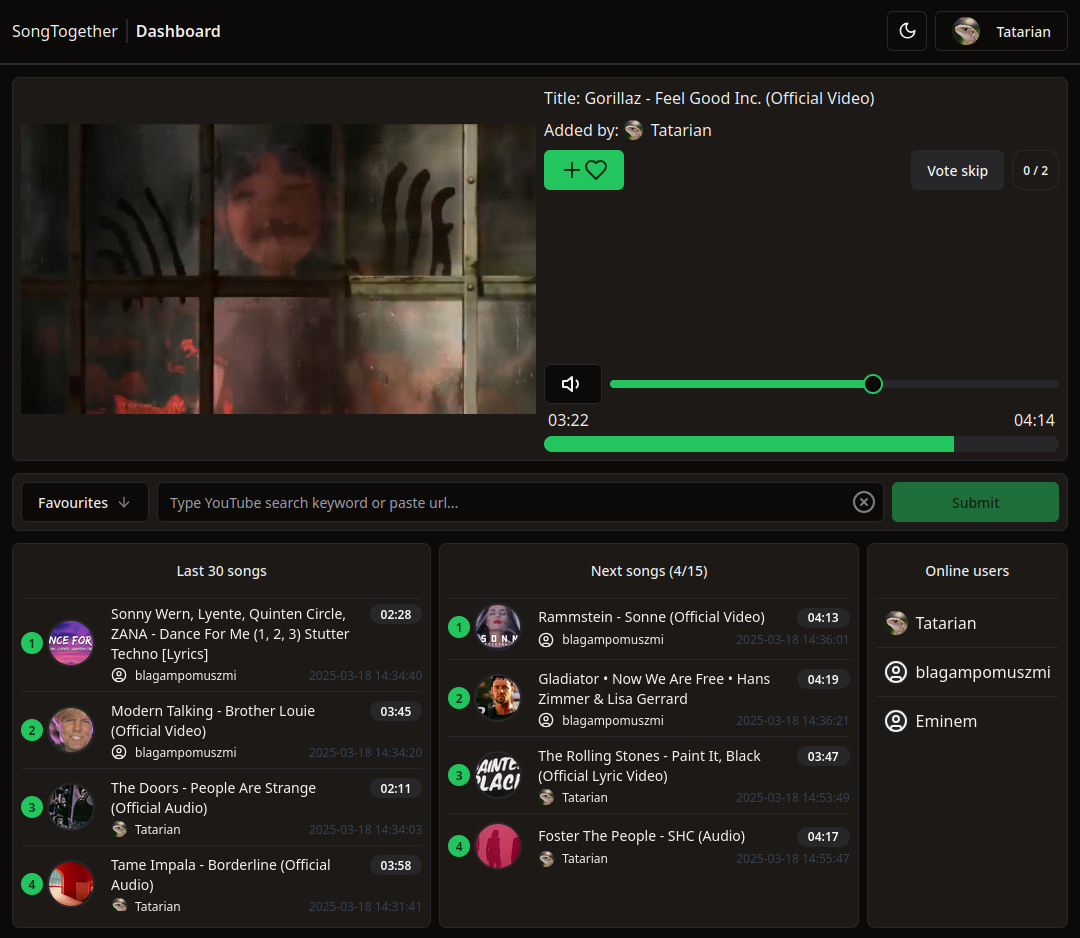 SongTogether
Dashboard
Tatarian
Title: Gorillaz - Feel Good Inc. (Official Video)
Added by: Tatarian
Vote skip
0 / 2
03:22
04:14
Favourites
Type YouTube search keyword or paste url...
Submit
Last 30 songs
1
NCE FOR
Sonny Wern, Lyente, Quinten Circle,
ZANA - Dance For Me (1, 2, 3) Stutter
Techno [Lyrics]
02:28
blagampomuszmi
2025-03-18 14:34:40
2
Modern Talking - Brother Louie
(Official Video)
03:45
blagampomuszmi
2025-03-18 14:34:20
3
The Doors - People Are Strange
(Official Audio)
02:11
Tatarian
2025-03-18 14:34:03
4
Tame Impala - Borderline (Official
Audio)
03:58
Tatarian
2025-03-18 14:31:41
Next songs (4/15)
1
SONN
Rammstein - Sonne (Official Video)
04:13
blagampomuszmi
2025-03-18 14:36:01
2
Gladiator • Now We Are Free • Hans
Zimmer & Lisa Gerrard
04:19
blagampomuszmi
2025-03-18 14:36:21
3
AINTE
LACI
The Rolling Stones - Paint It, Black
(Official Lyric Video)
03:47
Tatarian
2025-03-18 14:53:49
4
Foster The People - SHC (Audio)
04:17
Tatarian
2025-03-18 14:55:47
Online users
Tatarian
blagampomuszmi
Eminem